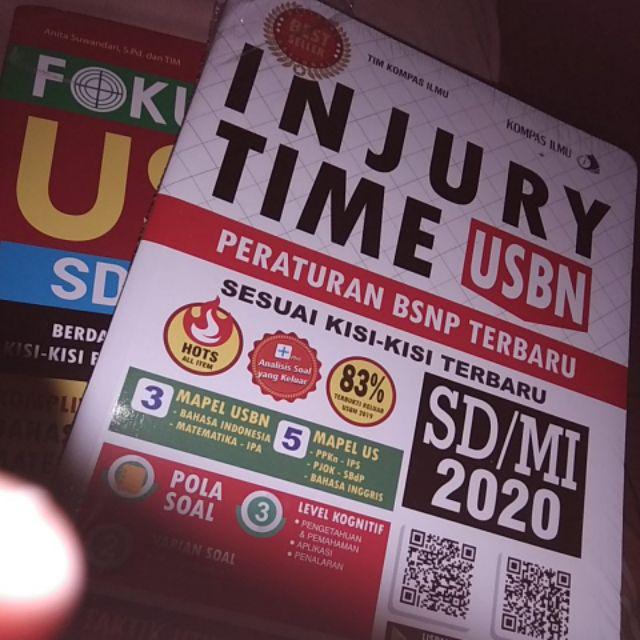 Anita Suwandari, S.Pd. dan TIM
FOKU
US
SD
BERDA
KISI-KISI
BEST
SELLER
TIM KOMPAS ILMU
KOMPAS ILMU
INJURY
TIME
USBN
PERATURAN BSNP TERBARU
SESUAI KISI-KISI TERBARU
HOTS
ALL ITEM
Analisis Soal
yang Keluar
83%
TERBUKTI KELUAR
USBN 2019
SD/MI
2020
3 MAPEL USBN
- BAHASA INDONESIA
- MATEMATIKA - IPA
5 MAPEL US
- PPKn - IPS
- PJOK - SBdP
- BAHASA INGGRIS
POLA
SOAL
3 LEVEL KOGNITIF
• PENGETAHUAN
& PEMAHAMAN
• APLIKASI
• PENALARAN
2 VARIAN SOAL